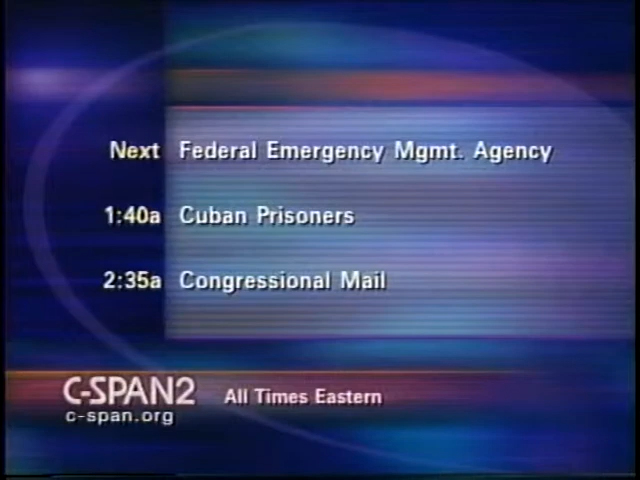 Next Federal Emergency Mgmt. Agency
1:40a Cuban Prisoners
2:35a Congressional Mail
C-SPAN2 All Times Eastern
c-span.org